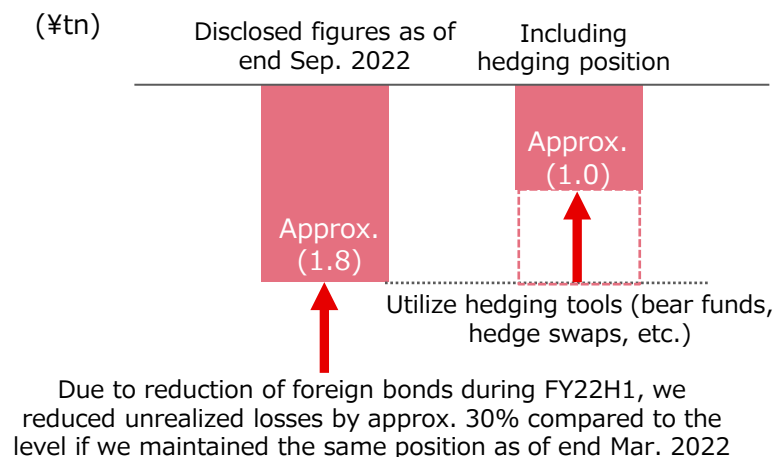 (¥tn)
Disclosed figures as of
end Sep. 2022
Including
hedging position
Approx.
(1.0)
Approx.
(1.8)
Utilize hedging tools (bear funds,
hedge swaps, etc.)
Due to reduction of foreign bonds during FY22H1, we
reduced unrealized losses by approx. 30% compared to the
level if we maintained the same position as of end Mar. 2022